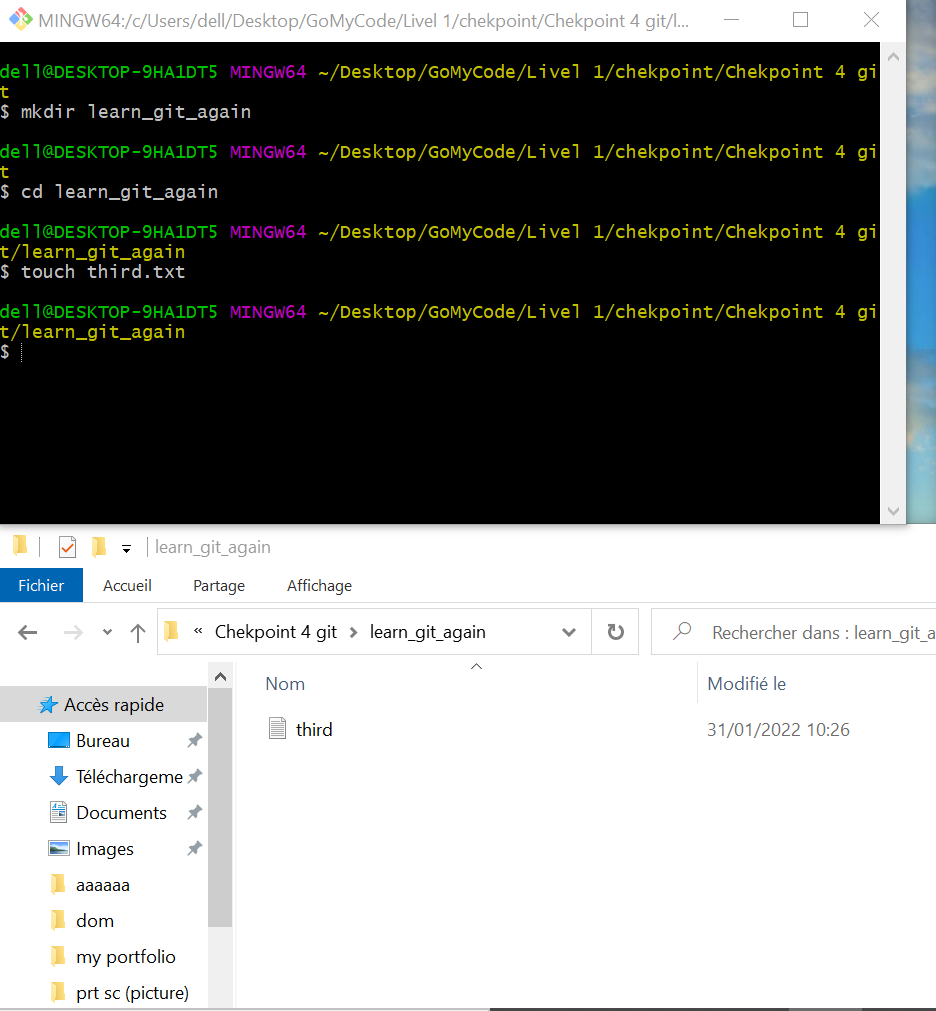 MINGW64:/c/Users/dell/Desktop/GoMyCode/Livel 1/chekpoint/Chekpoint 4 git/l...
dell@DESKTOP-9HA1DT5 MINGW64 ~/Desktop/GoMyCode/Livel 1/chekpoint/Chekpoint 4 gi
t
$ mkdir learn_git_again
dell@DESKTOP-9HA1DT5 MINGW64 ~/Desktop/GoMyCode/Livel 1/chekpoint/Chekpoint 4 gi
t
$ cd learn_git_again
dell@DESKTOP-9HA1DT5 MINGW64 ~/Desktop/GoMyCode/Livel 1/chekpoint/Chekpoint 4 gi
t/learn_git_again
$ touch third.txt
dell@DESKTOP-9HA1DT5 MINGW64 ~/Desktop/GoMyCode/Livel 1/chekpoint/Chekpoint 4 gi
t/learn_git_again
$
learn_git_again
Fichier Accueil Partage Affichage
« Chekpoint 4 git > learn_git_again Rechercher dans : learn_git_a
Nom Modifié le
Accès rapide
third 31/01/2022 10:26
Bureau
Téléchargeme
Documents
Images
aaaaaa
dom
my portfolio
prt sc (picture)